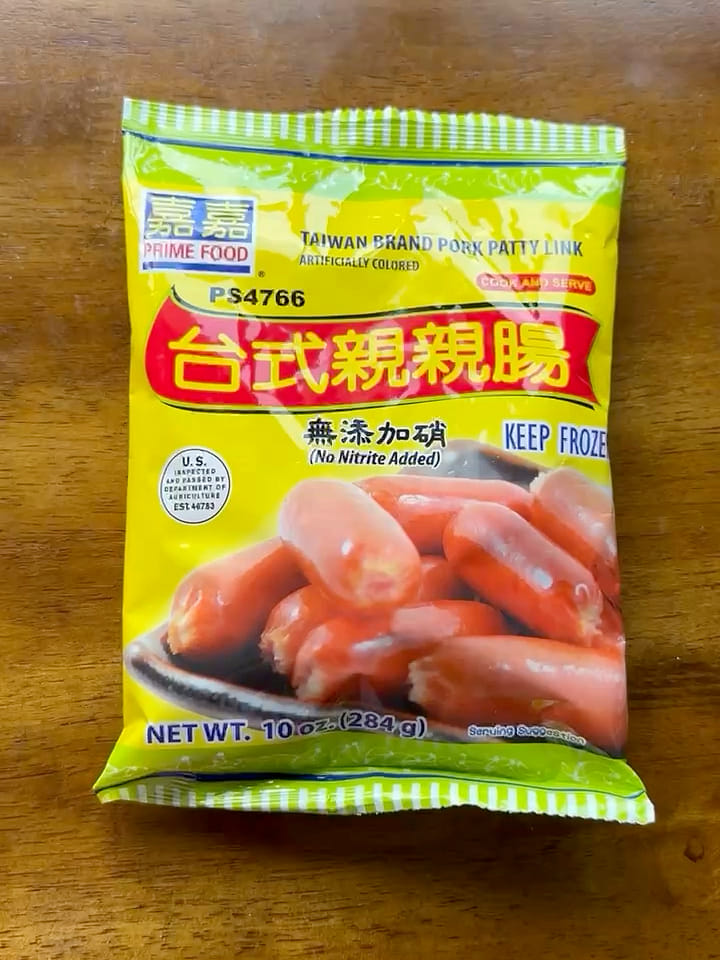 嘉嘉
PRIME FOOD
®
TAIWAN BRAND PORK PATTY LINK
ARTIFICIALLY COLORED
COOK AND SERVE
PS4766
台式親親腸
無添加硝
(No Nitrite Added)
KEEP FROZE
U.S.
INSPECTED
AND PASSED BY
DEPARTMENT OF
AGRICULTURE
EST. 46783
NET WT. 10 oz. (284 g)
Serving Suggestion